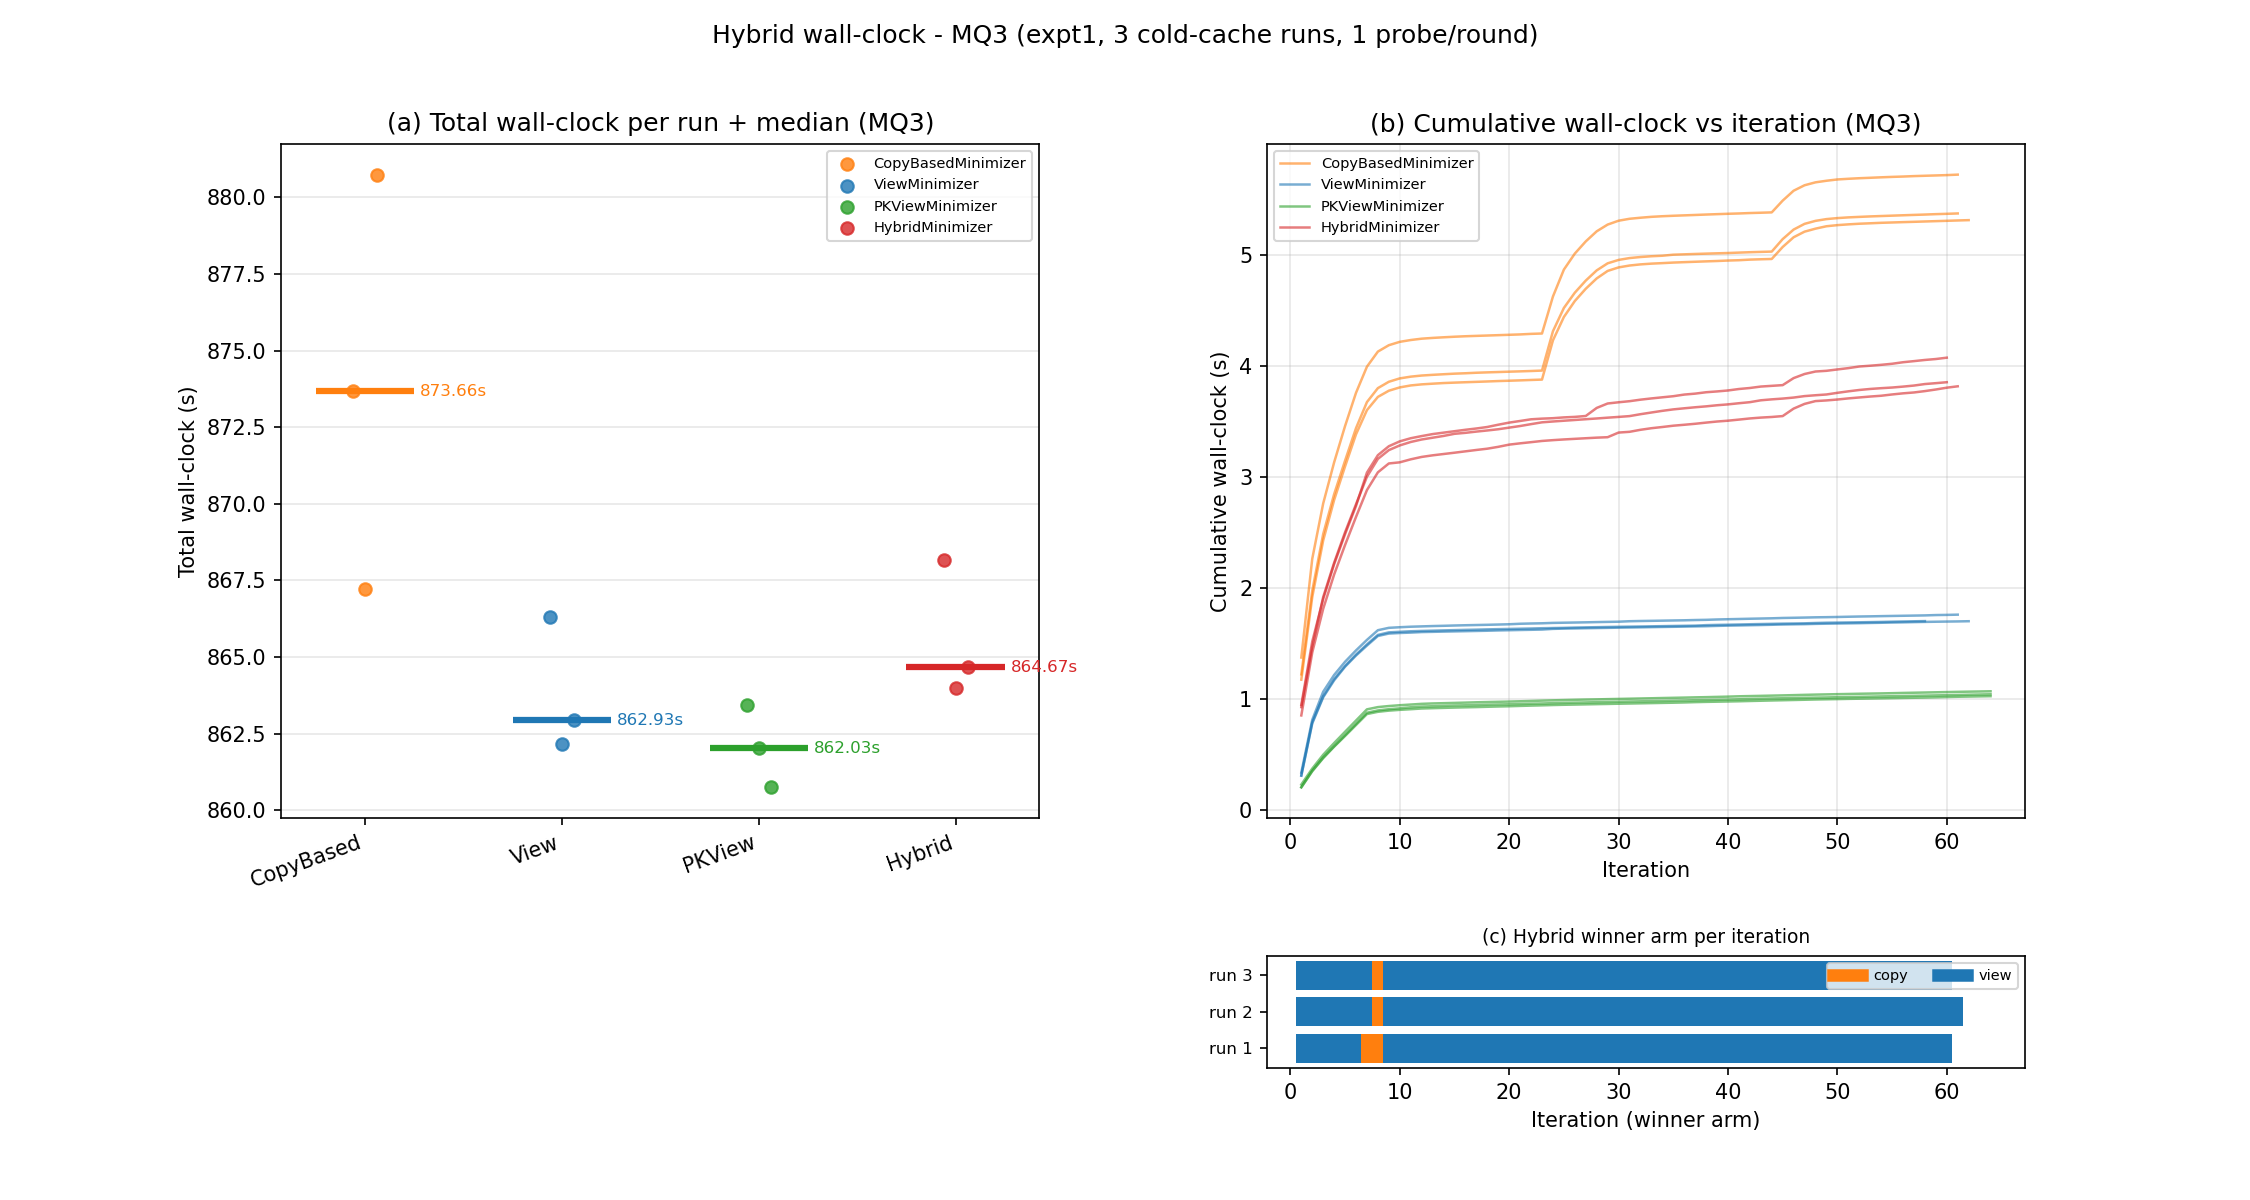 Hybrid wall-clock - MQ3 (expt1, 3 cold-cache runs, 1 probe/round)
(a) Total wall-clock per run + median (MQ3)
Total wall-clock (s)
880.0
877.5
875.0
872.5
870.0
867.5
865.0
862.5
860.0
CopyBasedMinimizer
ViewMinimizer
PKViewMinimizer
HybridMinimizer
873.66s
862.93s
862.03s
864.67s
CopyBased
View
PKView
Hybrid
(b) Cumulative wall-clock vs iteration (MQ3)
Cumulative wall-clock (s)
5
4
3
2
1
0
CopyBasedMinimizer
ViewMinimizer
PKViewMinimizer
HybridMinimizer
0 10 20 30 40 50 60
Iteration
(c) Hybrid winner arm per iteration
run 3
run 2
run 1
copy view
0 10 20 30 40 50 60
Iteration (winner arm)